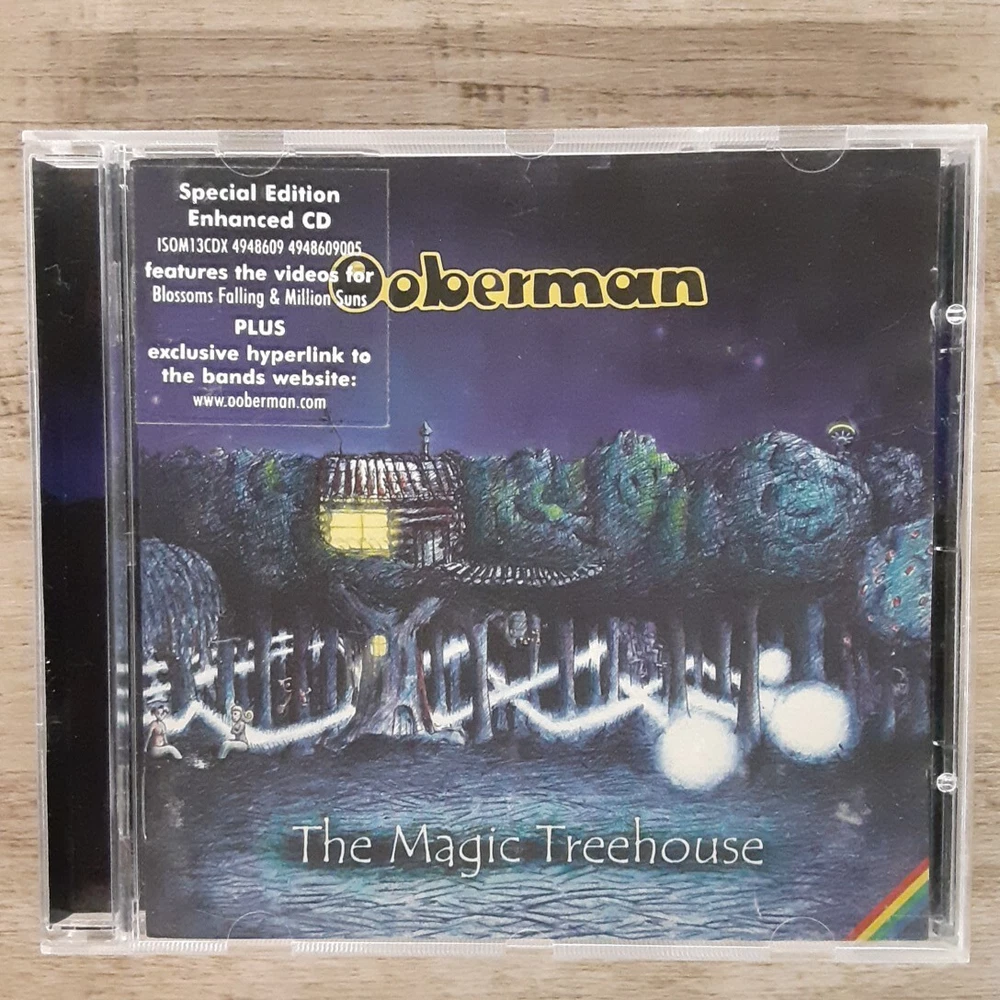 Special Edition
Enhanced CD
ISOM13CDX 4948609 4948609005
features the videos for
Blossoms Falling & Million Suns
PLUS
exclusive hyperlink to
the bands website:
www.ooberman.com
Ooberman
The Magic Treehouse